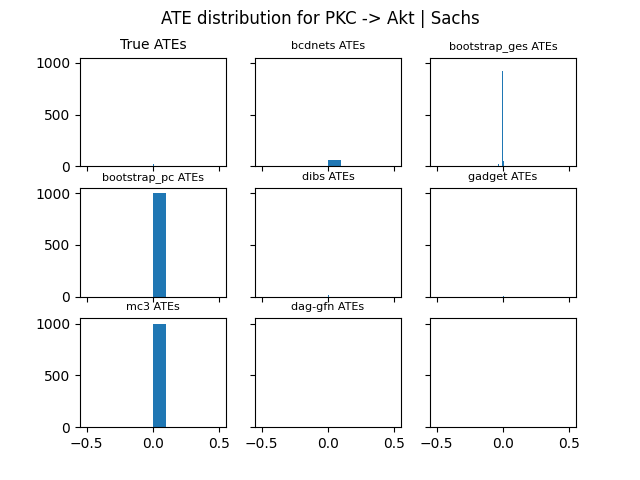 ATE distribution for PKC -> Akt | Sachs
True ATEs
bcdnets ATEs
bootstrap_ges ATEs
1000
500
0
bootstrap_pc ATEs
dibs ATEs
gadget ATEs
1000
500
0
mc3 ATEs
dag-gfn ATEs
1000
500
0
−0.5 0.0 0.5
−0.5 0.0 0.5
−0.5 0.0 0.5